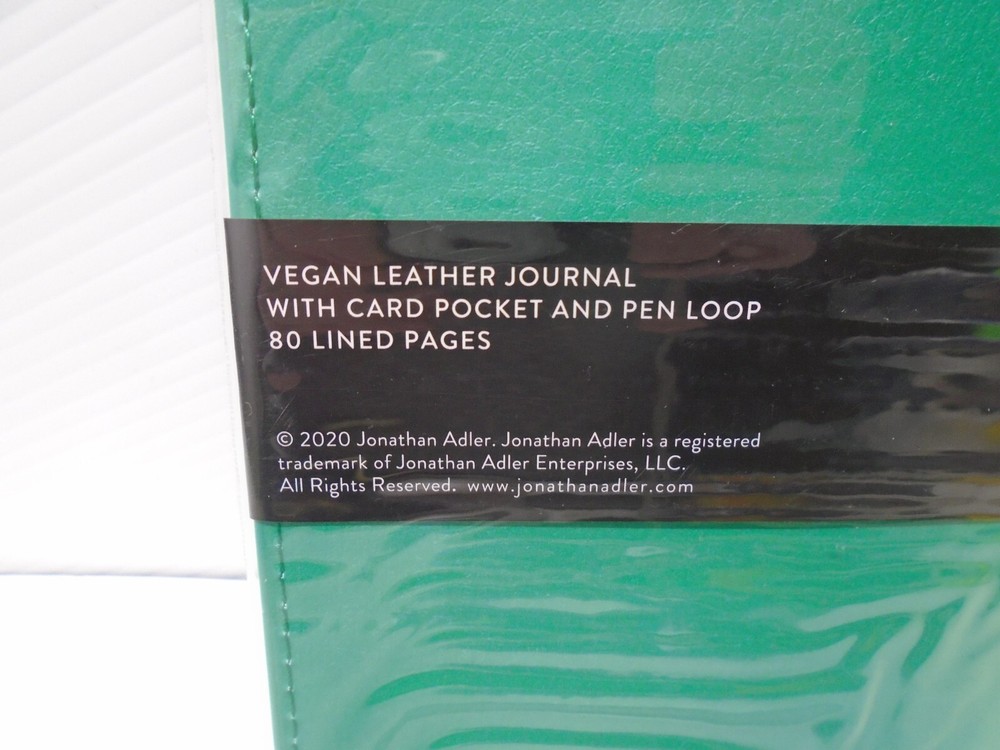 VEGAN LEATHER JOURNAL
WITH CARD POCKET AND PEN LOOP
80 LINED PAGES
© 2020 Jonathan Adler. Jonathan Adler is a registered
trademark of Jonathan Adler Enterprises, LLC.
All Rights Reserved. www.jonathanadler.com